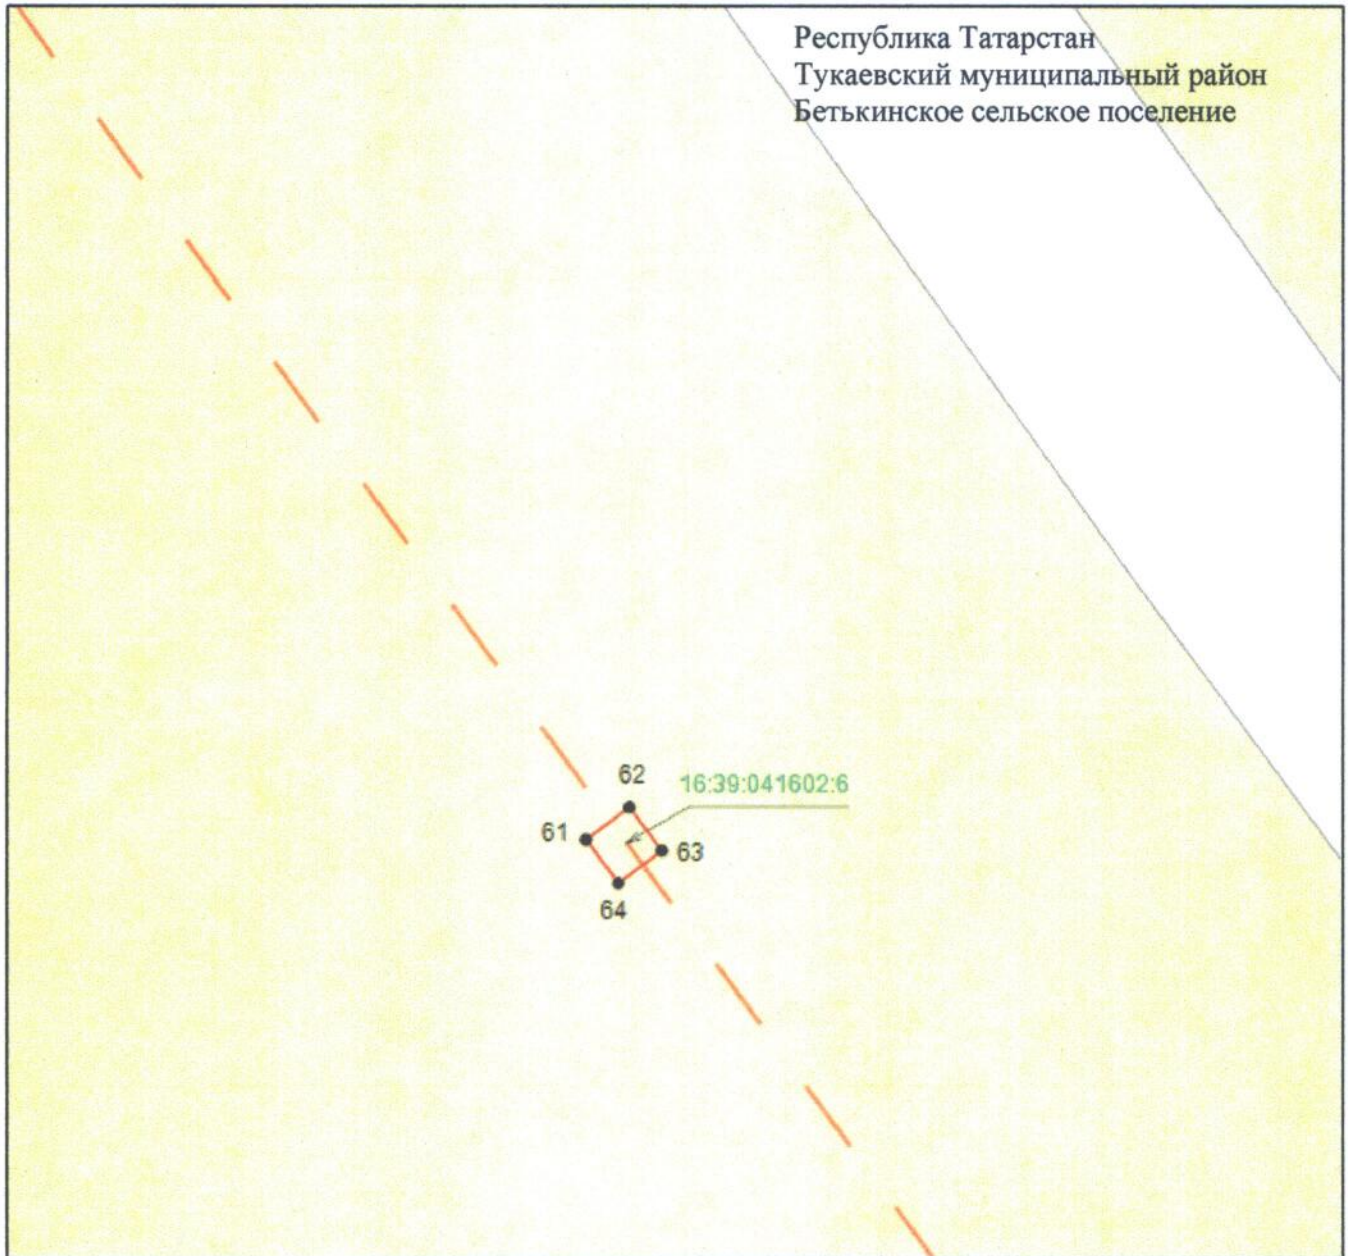 Республика Татарстан
Тукаевский муниципальный район
Бетькинское сельское поселение
62
16:39:041602:6
61
63
64